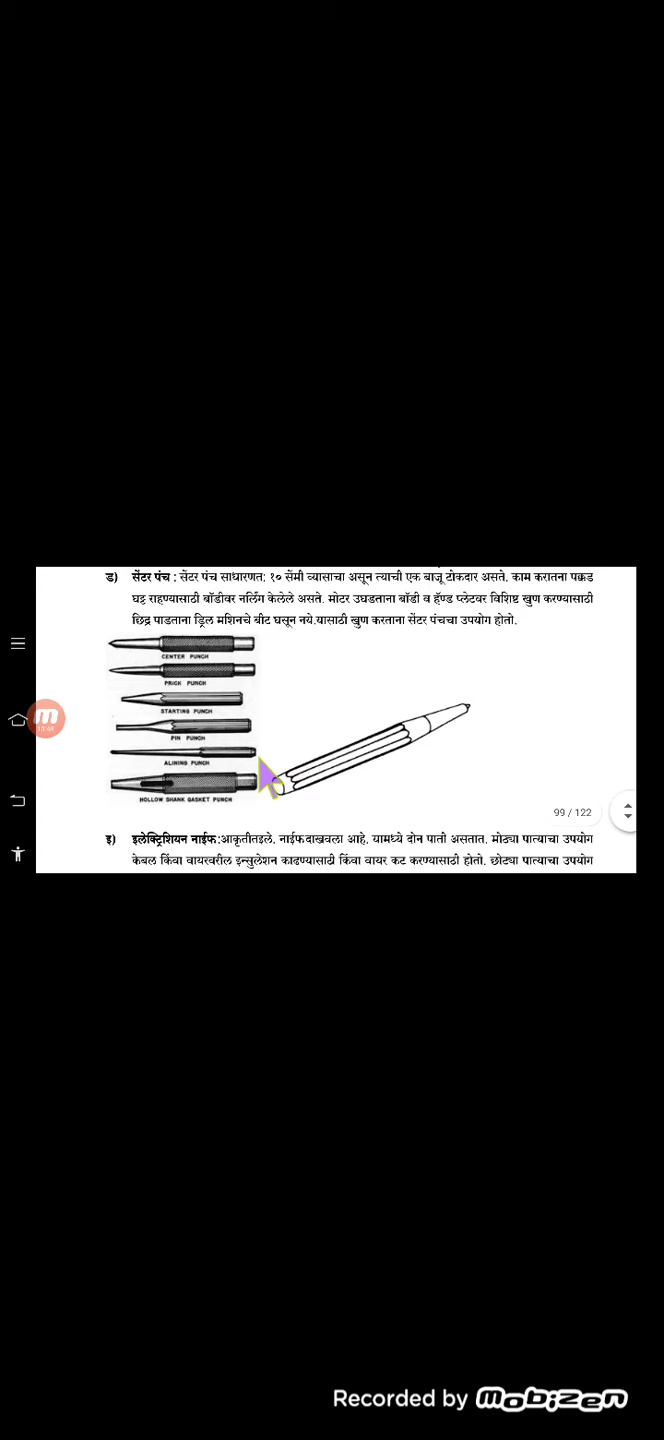 ड) सेंटर पंच : सेंटर पंच साधारणत: १० सेंमी व्यासाचा असून त्याची एक बाजू टोकदार असते. काम करातना पक्कड
घट्ट राहण्यासाठी बॉडीवर नर्लिंग केलेले असते. मोटर उघडताना बॉडी व हॅण्ड प्लेटवर विशिष्ट खुण करण्यासाठी
छिद्र पाडताना ड्रिल मशिनचे बीट घसून नये.यासाठी खुण करताना सेंटर पंचचा उपयोग होतो.
CENTER PUNCH
PRICK PUNCH
STARTING PUNCH
PIN PUNCH
ALINING PUNCH
HOLLOW SHANK GASKET PUNCH
99 / 122
इ) इलेक्ट्रिशियन नाईफ:आकृतीतइले. नाईफदाखवला आहे. यामध्ये दोन पाती असतात. मोठ्या पात्याचा उपयोग
केबल किंवा वायरवरील इन्सुलेशन काढण्यासाठी किंवा वायर कट करण्यासाठी होतो. छोट्या पात्याचा उपयोग
Recorded by mobizen